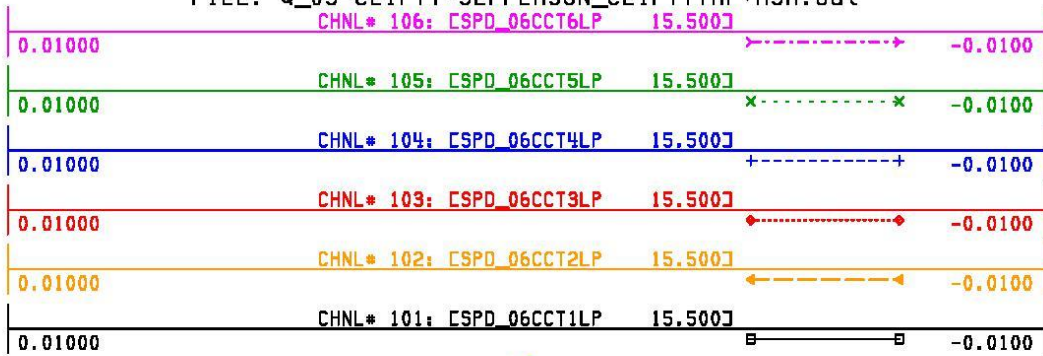 CHNL# 106: [SPD_06CCT6LP 15.500]
0.01000 -0.0100
CHNL# 105: [SPD_06CCT5LP 15.500]
0.01000 -0.0100
CHNL# 104: [SPD_06CCT4LP 15.500]
0.01000 -0.0100
CHNL# 103: [SPD_06CCT3LP 15.500]
0.01000 -0.0100
CHNL# 102: [SPD_06CCT2LP 15.500]
0.01000 -0.0100
CHNL# 101: [SPD_06CCT1LP 15.500]
0.01000 -0.0100